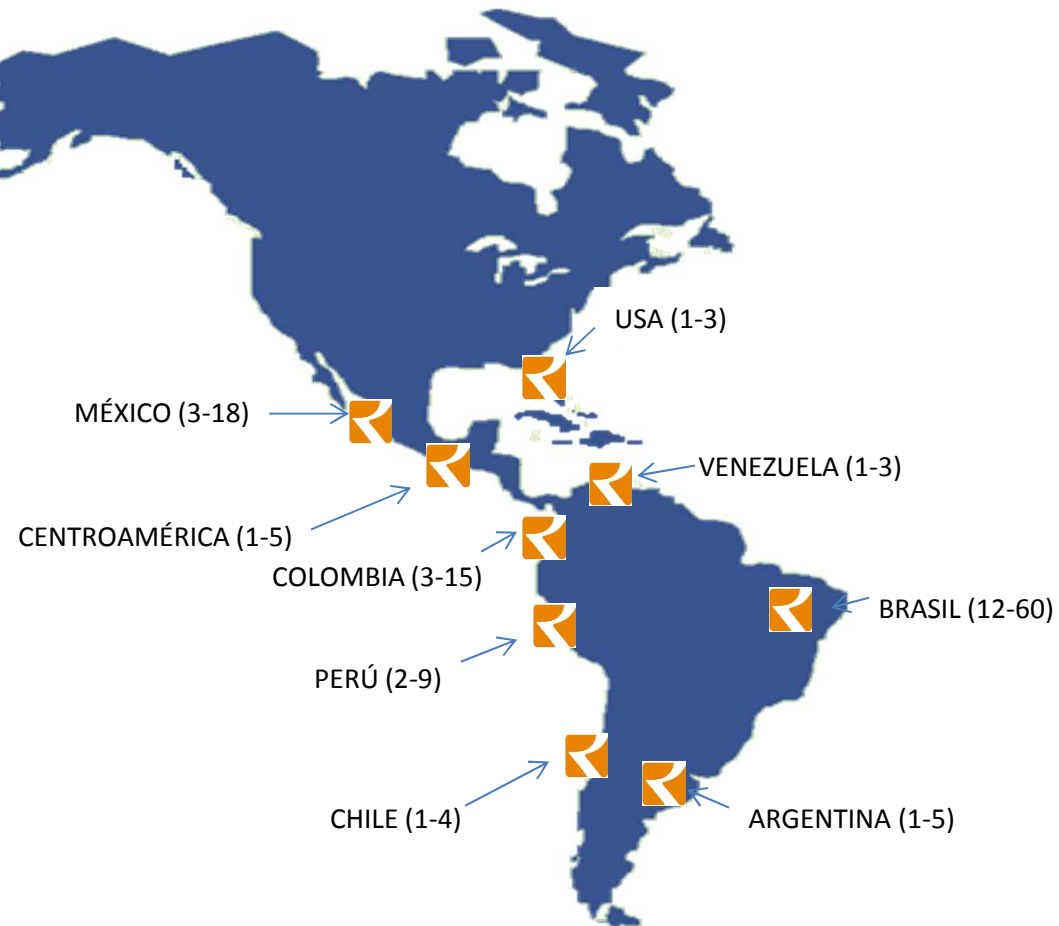 USA (1-3)
MÉXICO (3-18)
VENEZUELA (1-3)
CENTROAMÉRICA (1-5)
COLOMBIA (3-15)
BRASIL (12-60)
PERÚ (2-9)
CHILE (1-4)
ARGENTINA (1-5)